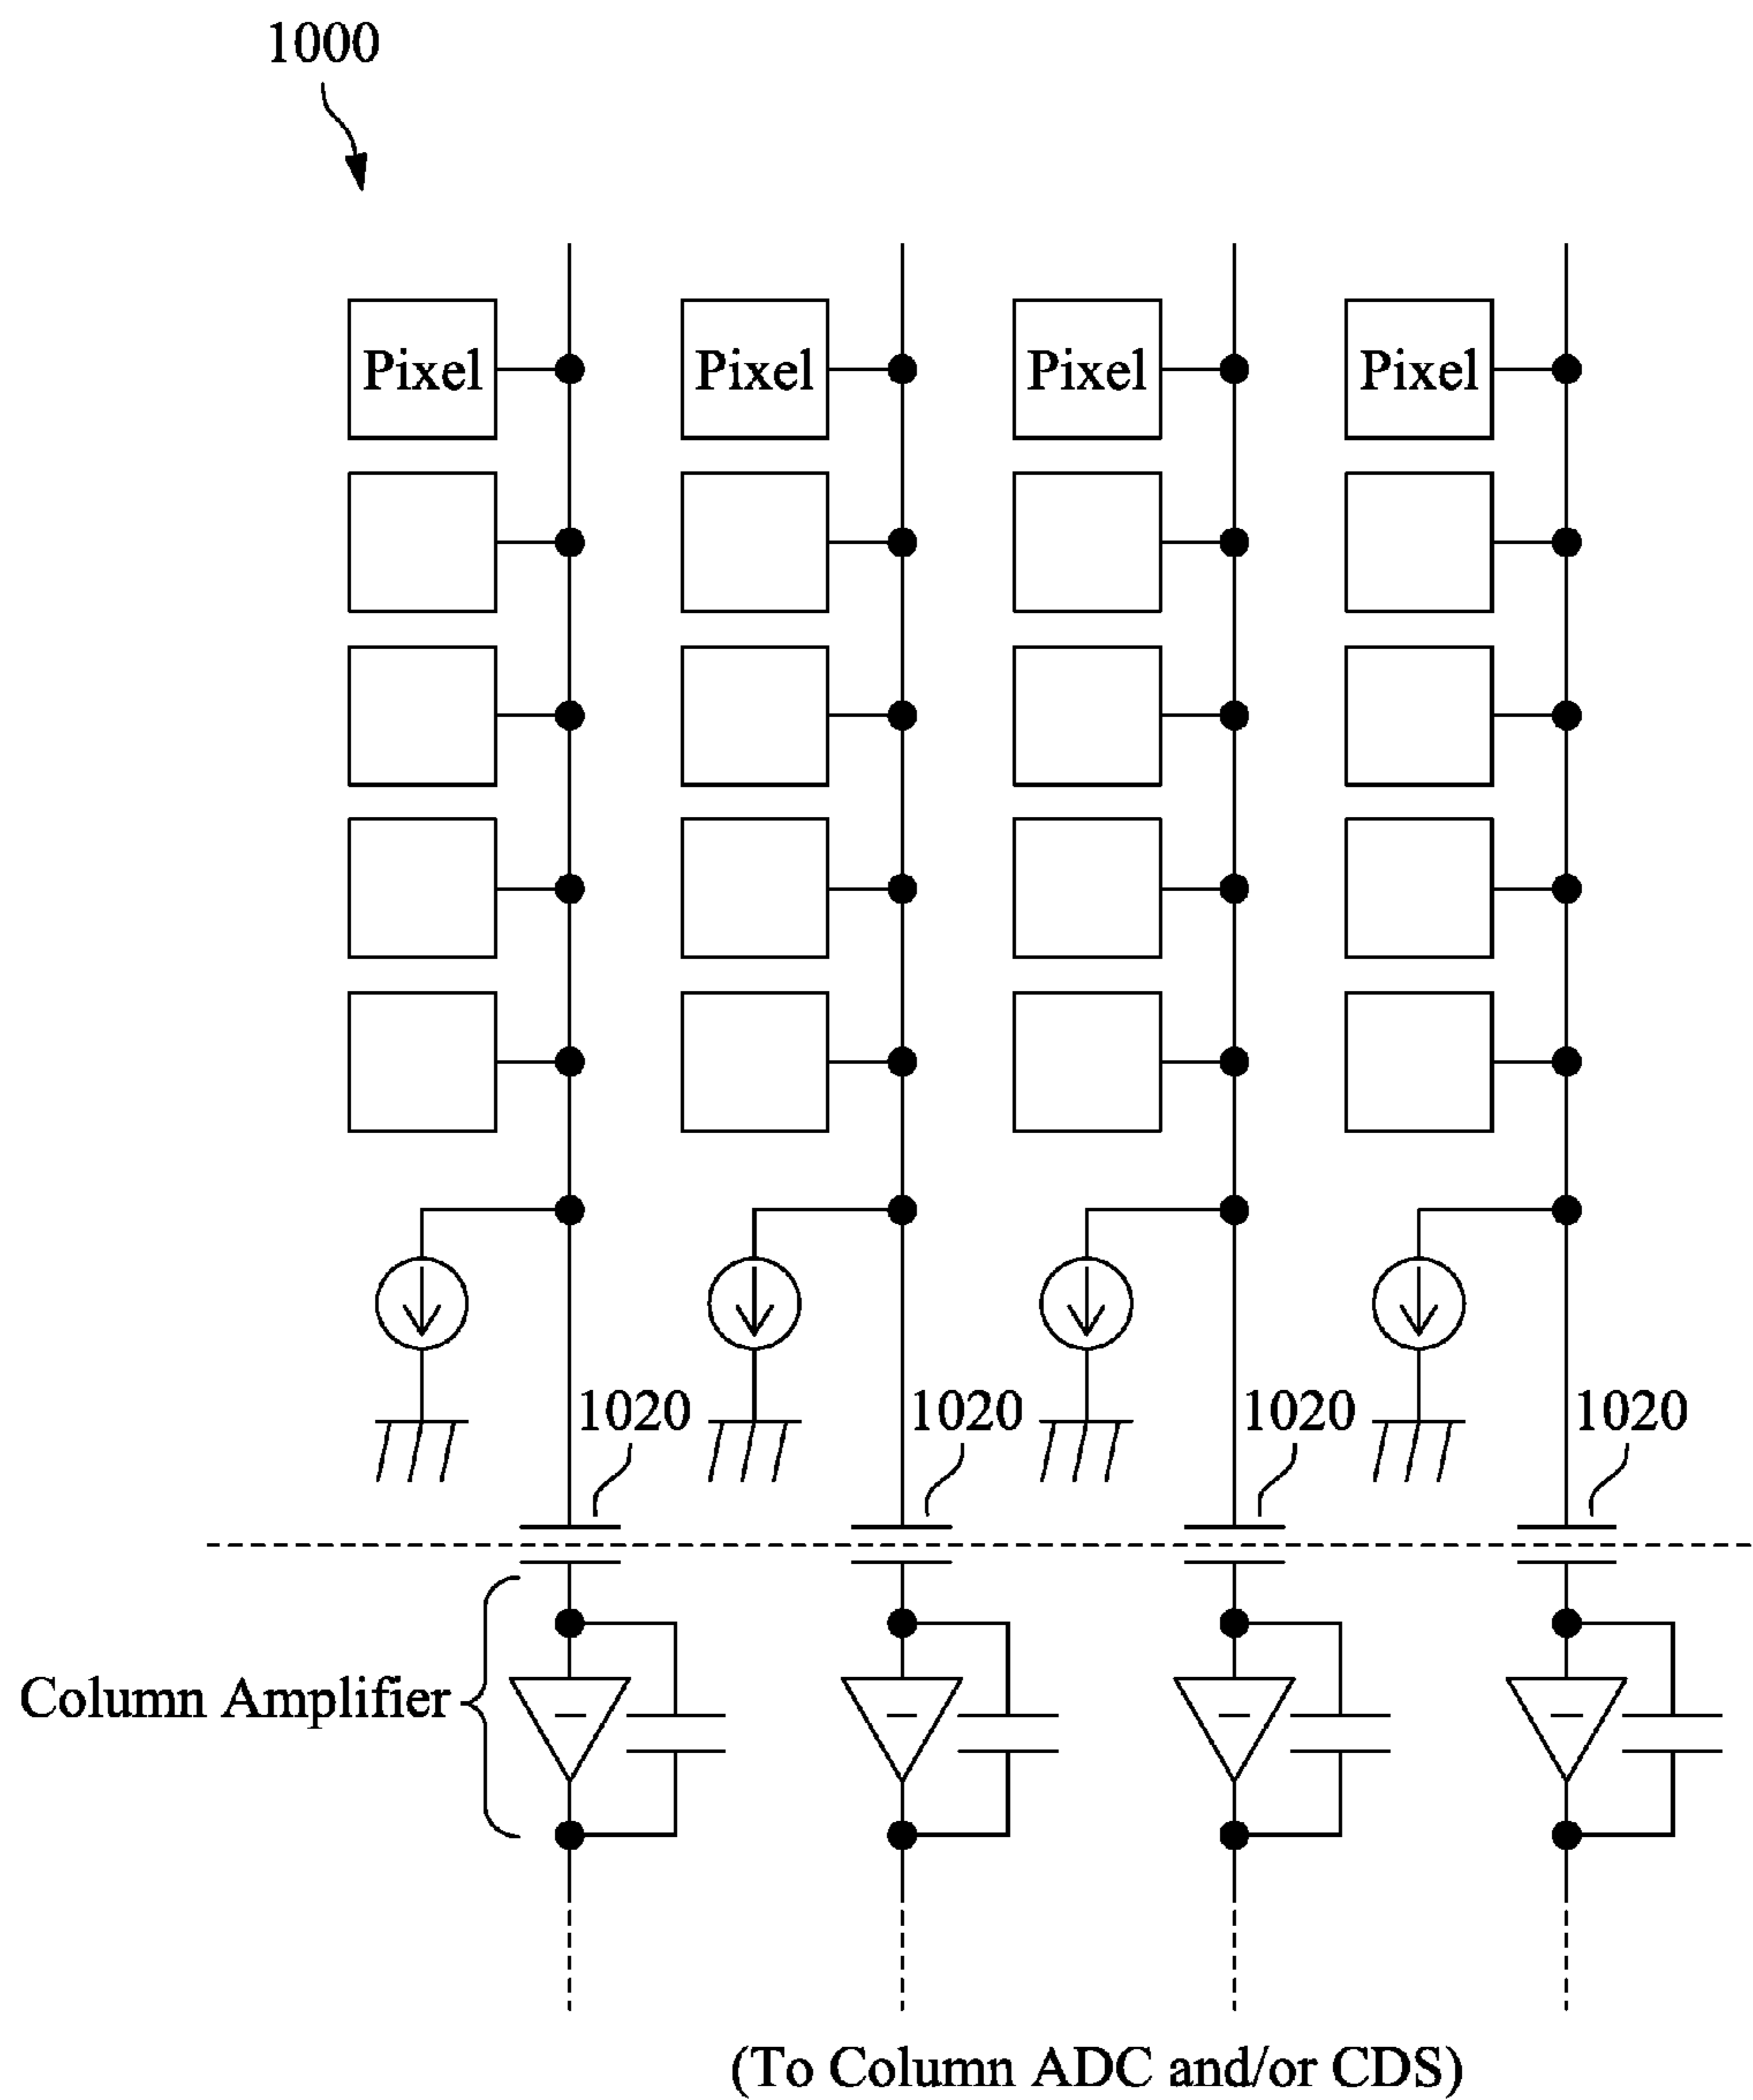 1000
Pixel Pixel Pixel Pixel
1020 1020 1020 1020
Column Amplifier
(To Column ADC and/or CDS)